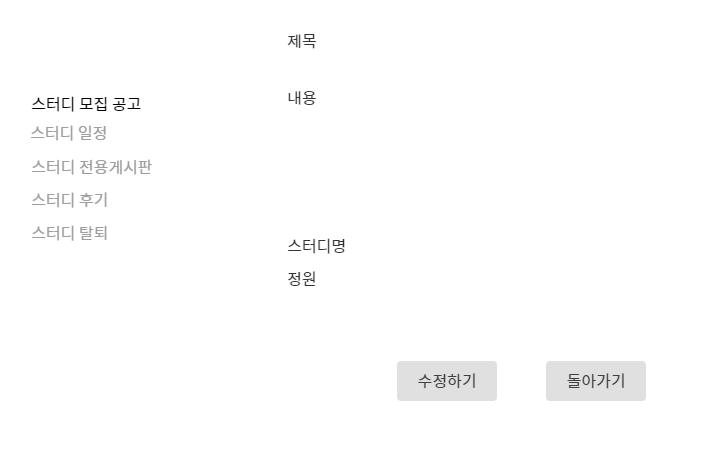 스터디 모집 공고
스터디 일정
스터디 전용게시판
스터디 후기
스터디 탈퇴
제목
내용
스터디명
정원
수정하기
돌아가기